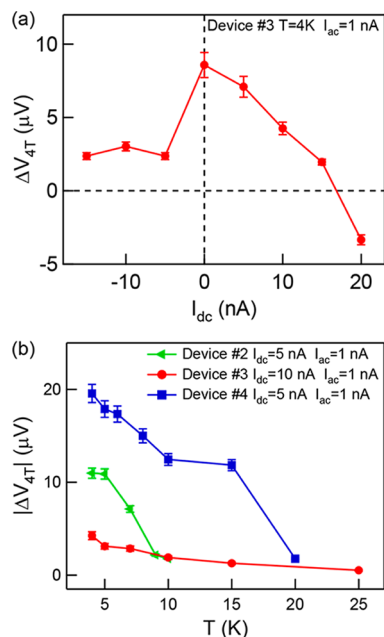 (a)
Device #3 T=4K I_ac=1 nA
10
5
0
-5
ΔV_4T (μV)
-10
0
10
20
I_dc (nA)
(b)
Device #2 I_dc=5 nA I_ac=1 nA
Device #3 I_dc=10 nA I_ac=1 nA
Device #4 I_dc=5 nA I_ac=1 nA
20
10
0
|ΔV_4T| (μV)
5
10
15
20
25
T (K)